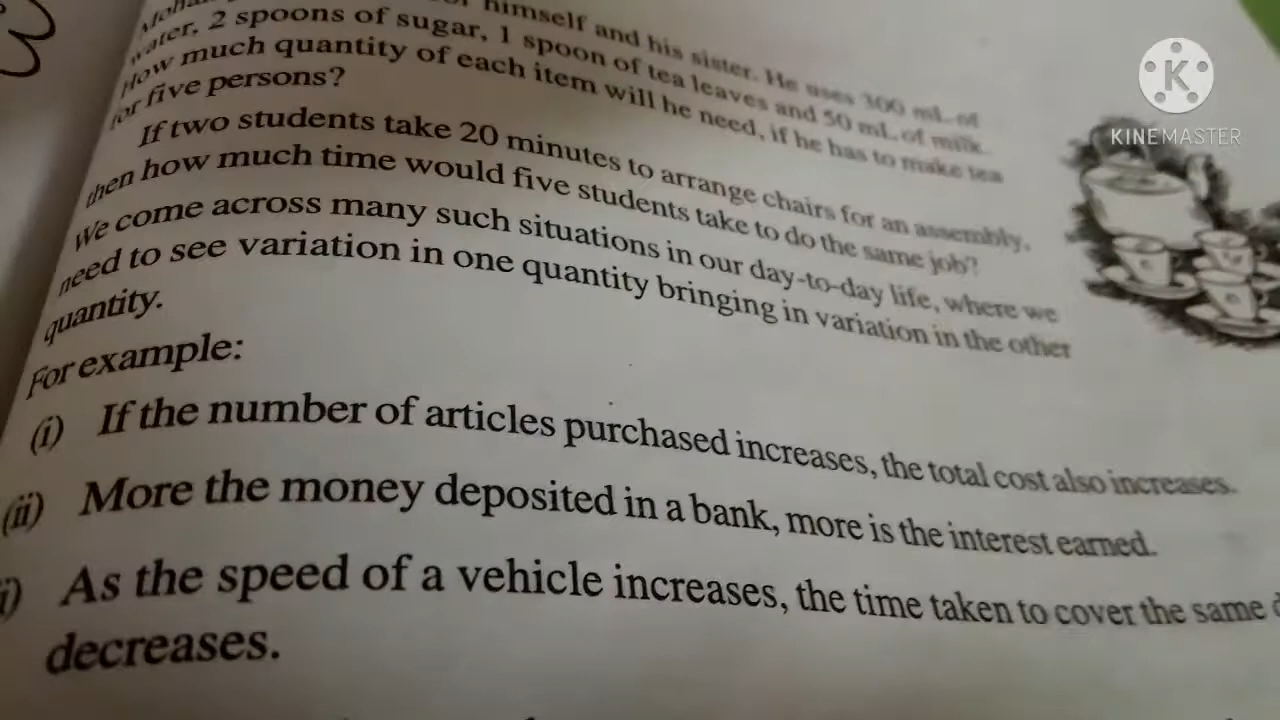 himself and his sister. He uses 300 mL of
water, 2 spoons of sugar, 1 spoon of tea leaves and 50 mL of milk.
How much quantity of each item will he need, if he has to make tea
for five persons?
If two students take 20 minutes to arrange chairs for an assembly,
then how much time would five students take to do the same job?
We come across many such situations in our day-to-day life, where we
need to see variation in one quantity bringing in variation in the other
quantity.
For example:
(i) If the number of articles purchased increases, the total cost also increases.
(ii) More the money deposited in a bank, more is the interest earned.
i) As the speed of a vehicle increases, the time taken to cover the same
decreases.
K
KINEMASTER